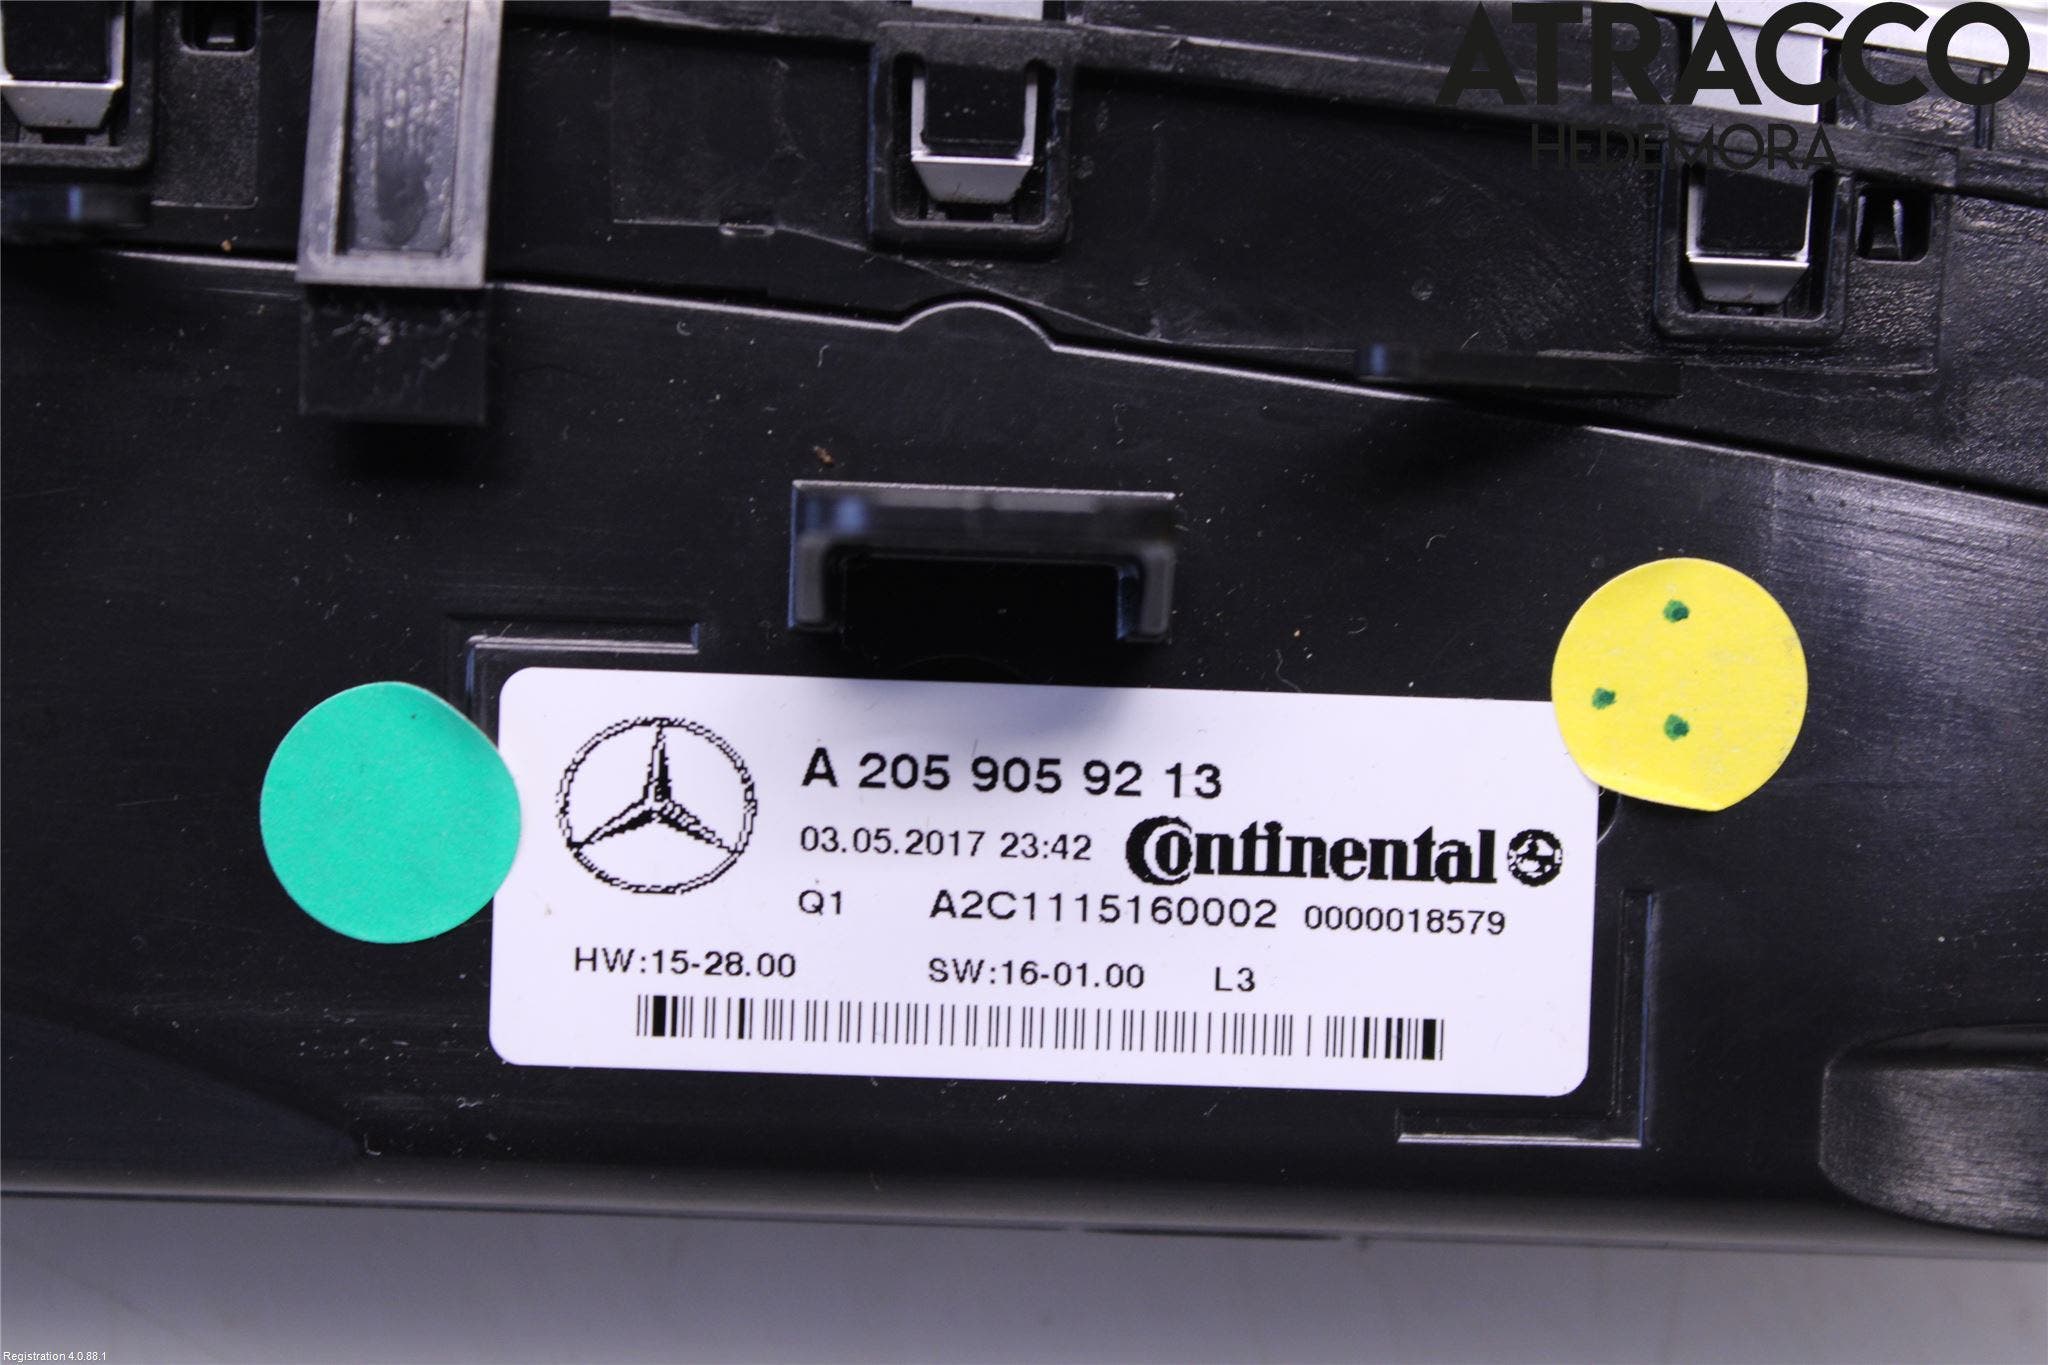 ATRACCO
HEDEMORA
A 205 905 92 13
03.05.2017 23:42 Continental
Q1 A2C1115160002 0000018579
HW:15-28.00 SW:16-01.00 L3
Registration 4.0.88.1